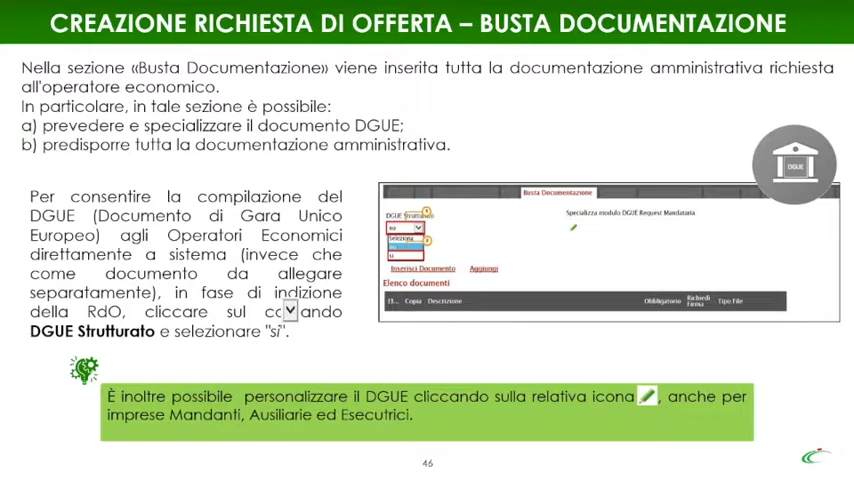 CREAZIONE RICHIESTA DI OFFERTA – BUSTA DOCUMENTAZIONE
Nella sezione «Busta Documentazione» viene inserita tutta la documentazione amministrativa richiesta
all'operatore economico.
In particolare, in tale sezione è possibile:
a) prevedere e specializzare il documento DGUE;
b) predisporre tutta la documentazione amministrativa.
DGUE
Per consentire la compilazione del
DGUE (Documento di Gara Unico
Europeo) agli Operatori Economici
direttamente a sistema (invece che
come documento da allegare
separatamente), in fase di indizione
della RdO, cliccare sul co ando
DGUE Strutturato e selezionare "si".
Busta Documentazione
DGUE Strutturato
1
Specializza modulo DGUE Request Mandataria
no
Seleziona
2
si
Inserisci Documento Aggiungi
Elenco documenti
El... Copia Descrizione Obbligatorio Richiedi Firma Tipo File
È inoltre possibile personalizzare il DGUE cliccando sulla relativa icona , anche per
imprese Mandanti, Ausiliarie ed Esecutrici.
46